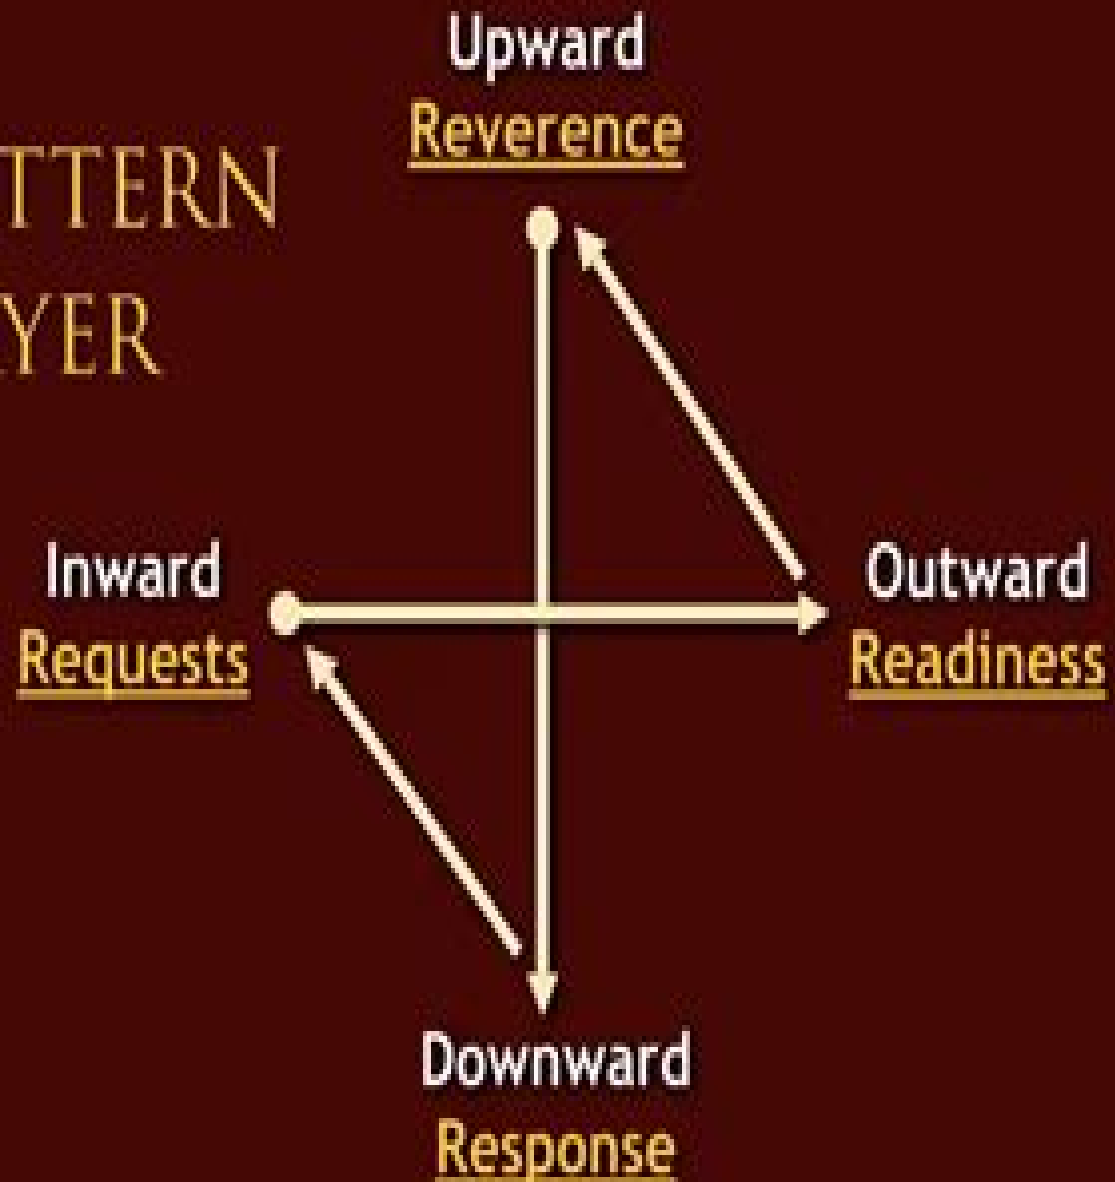 Upward
Reverence
TTERN
YER
Inward
Requests
Outward
Readiness
Downward
Response